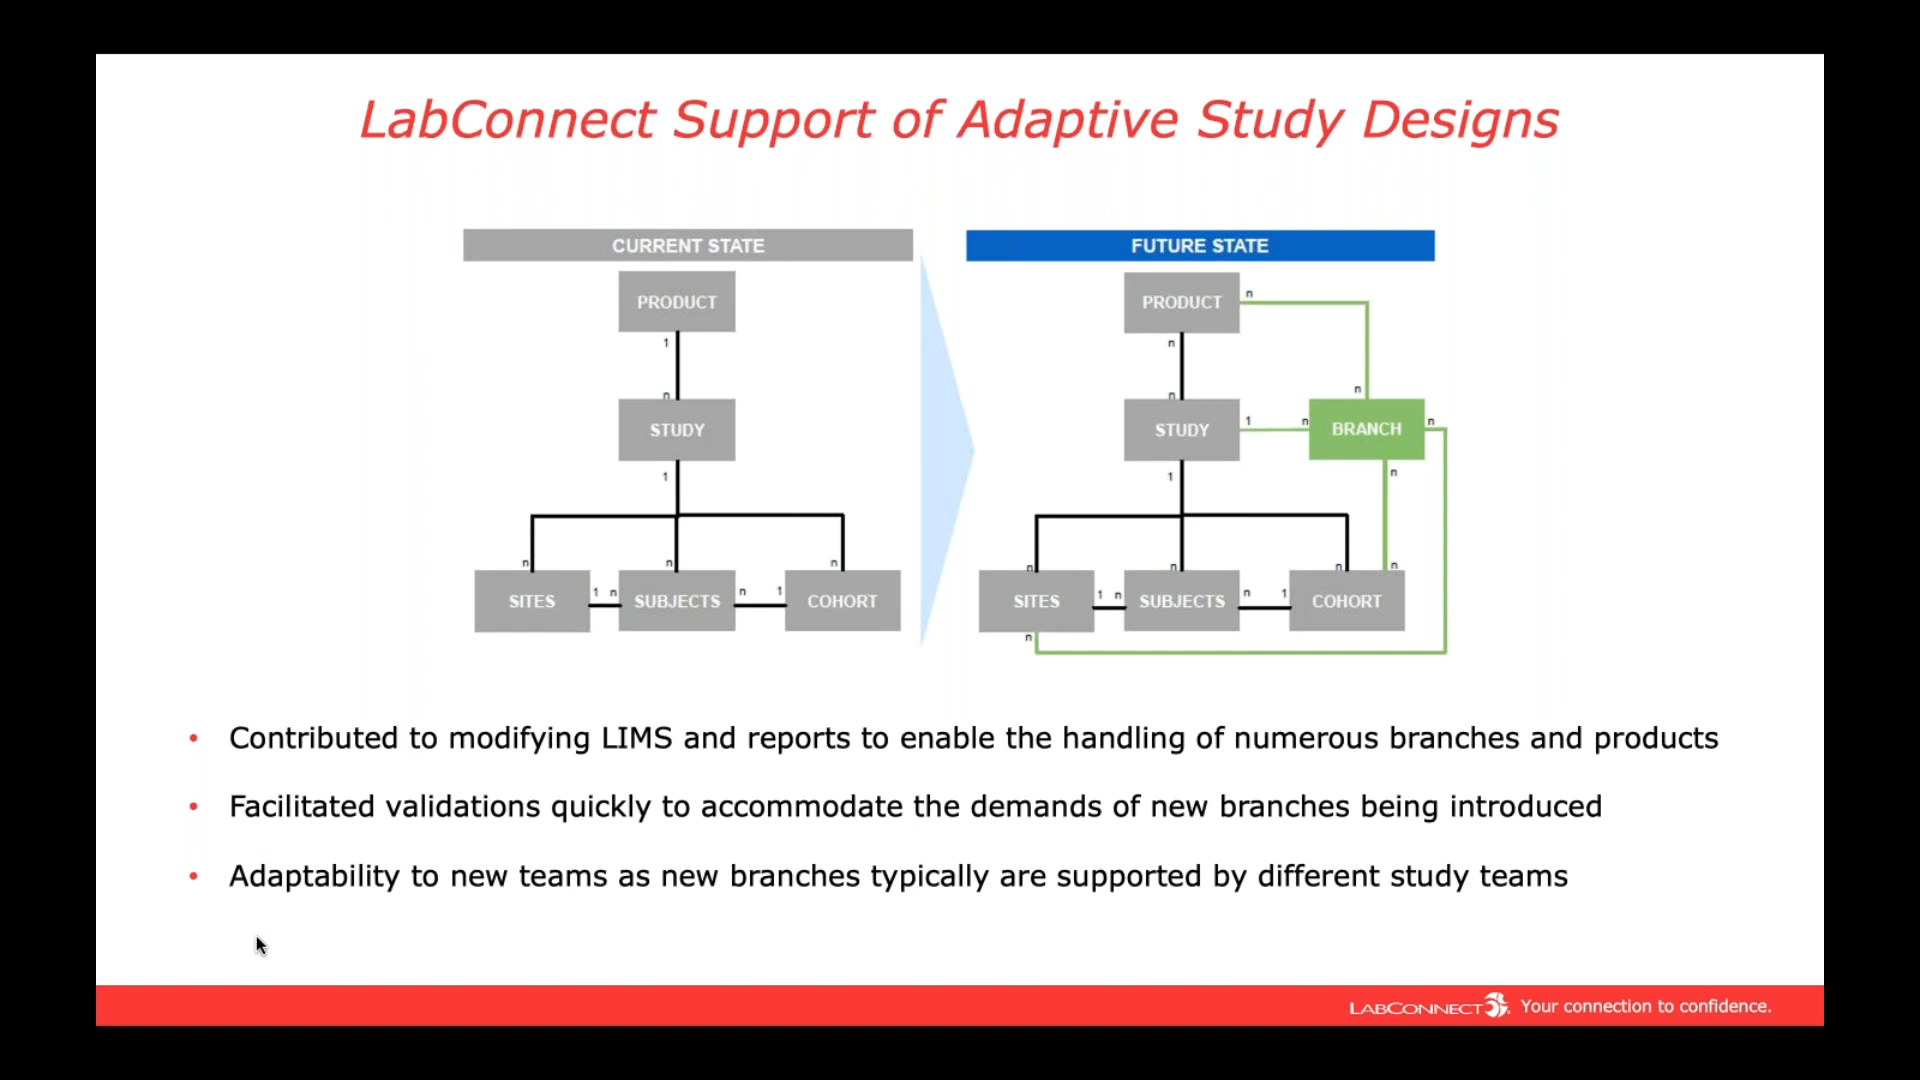 LabConnect Support of Adaptive Study Designs
CURRENT STATE
PRODUCT
1
n
STUDY
1
n
n
n
SITES
1 n
SUBJECTS
n 1
COHORT
FUTURE STATE
PRODUCT
n
n
n
n
STUDY
1
n
BRANCH
n
1
n
n
n
n
n
SITES
1 n
SUBJECTS
n 1
COHORT
n
• Contributed to modifying LIMS and reports to enable the handling of numerous branches and products
• Facilitated validations quickly to accommodate the demands of new branches being introduced
• Adaptability to new teams as new branches typically are supported by different study teams
LABCONNECT Your connection to confidence.